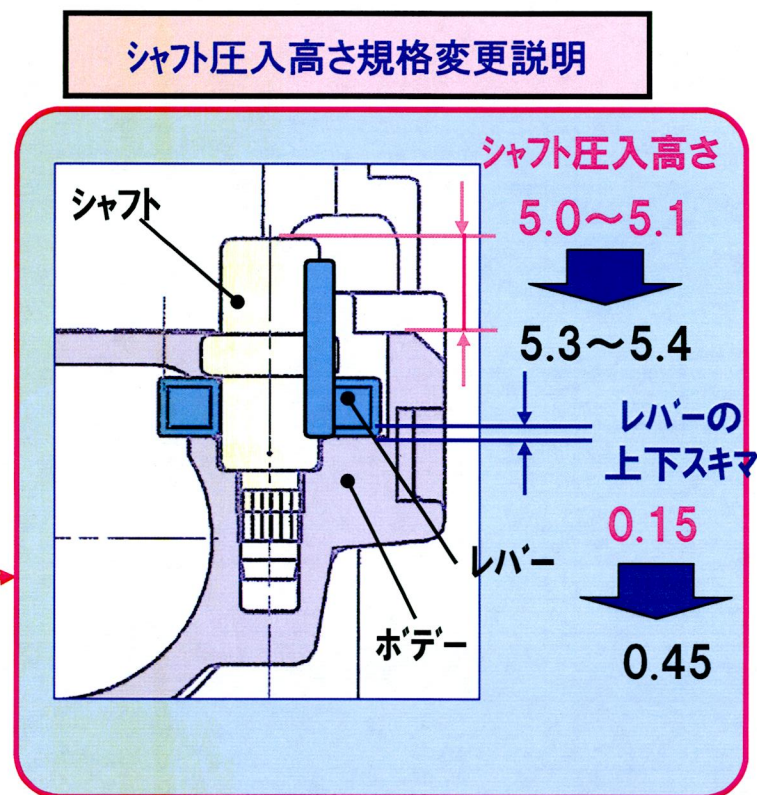 シャフト圧入高さ規格変更説明
シャフト圧入高さ
シャフト
5.0～5.1
5.3～5.4
レバーの
上下スキマ
0.15
レバー
ボデー
0.45